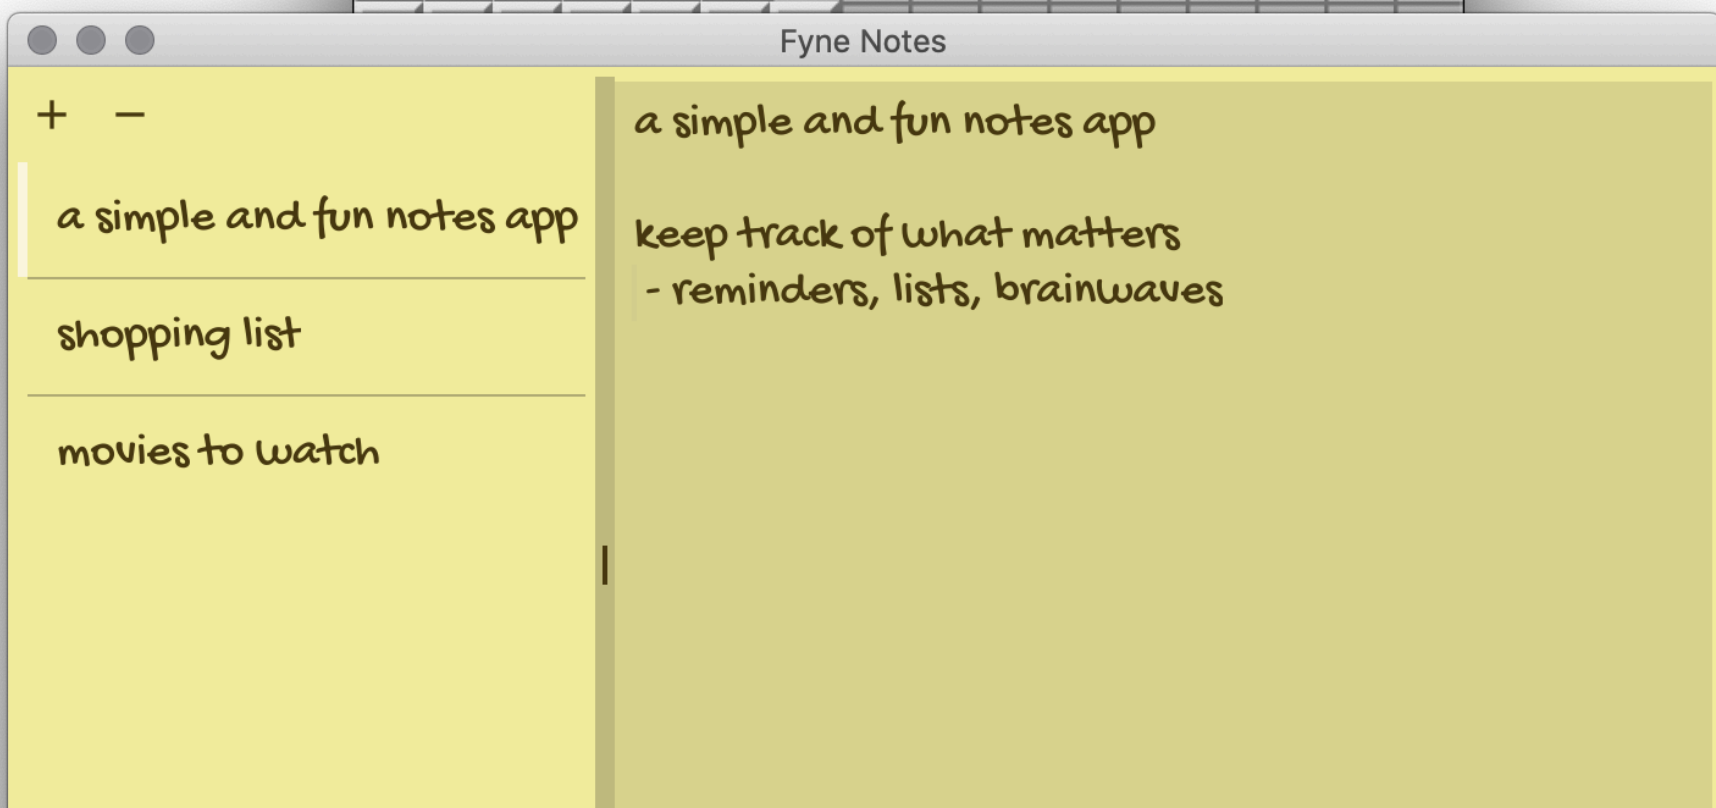 Fyne Notes
+ −
a simple and fun notes app
shopping list
movies to watch
a simple and fun notes app
keep track of what matters
- reminders, lists, brainwaves